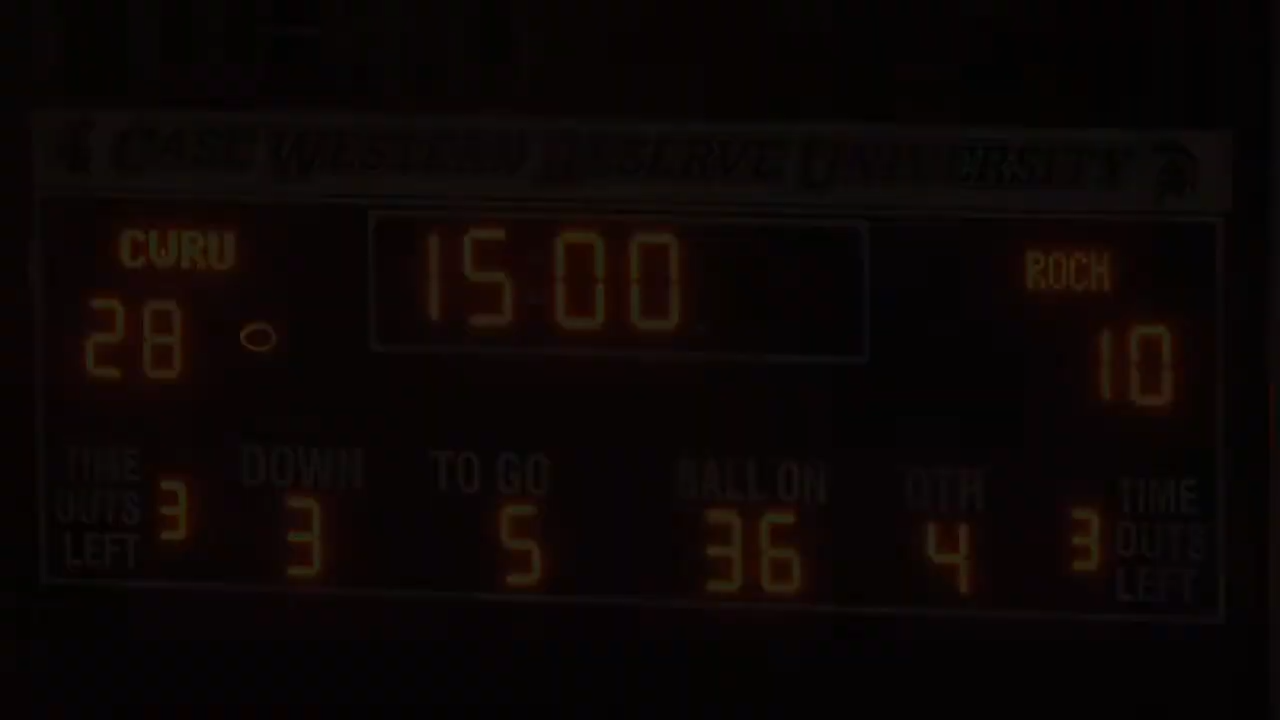 CASE WESTERN RESERVE UNIVERSITY
CWRU 15:00 ROCH
28 10
DOWN TO GO BALL ON QTH
TIME OUTS LEFT 3 3 5 36 4 3 TIME OUTS LEFT